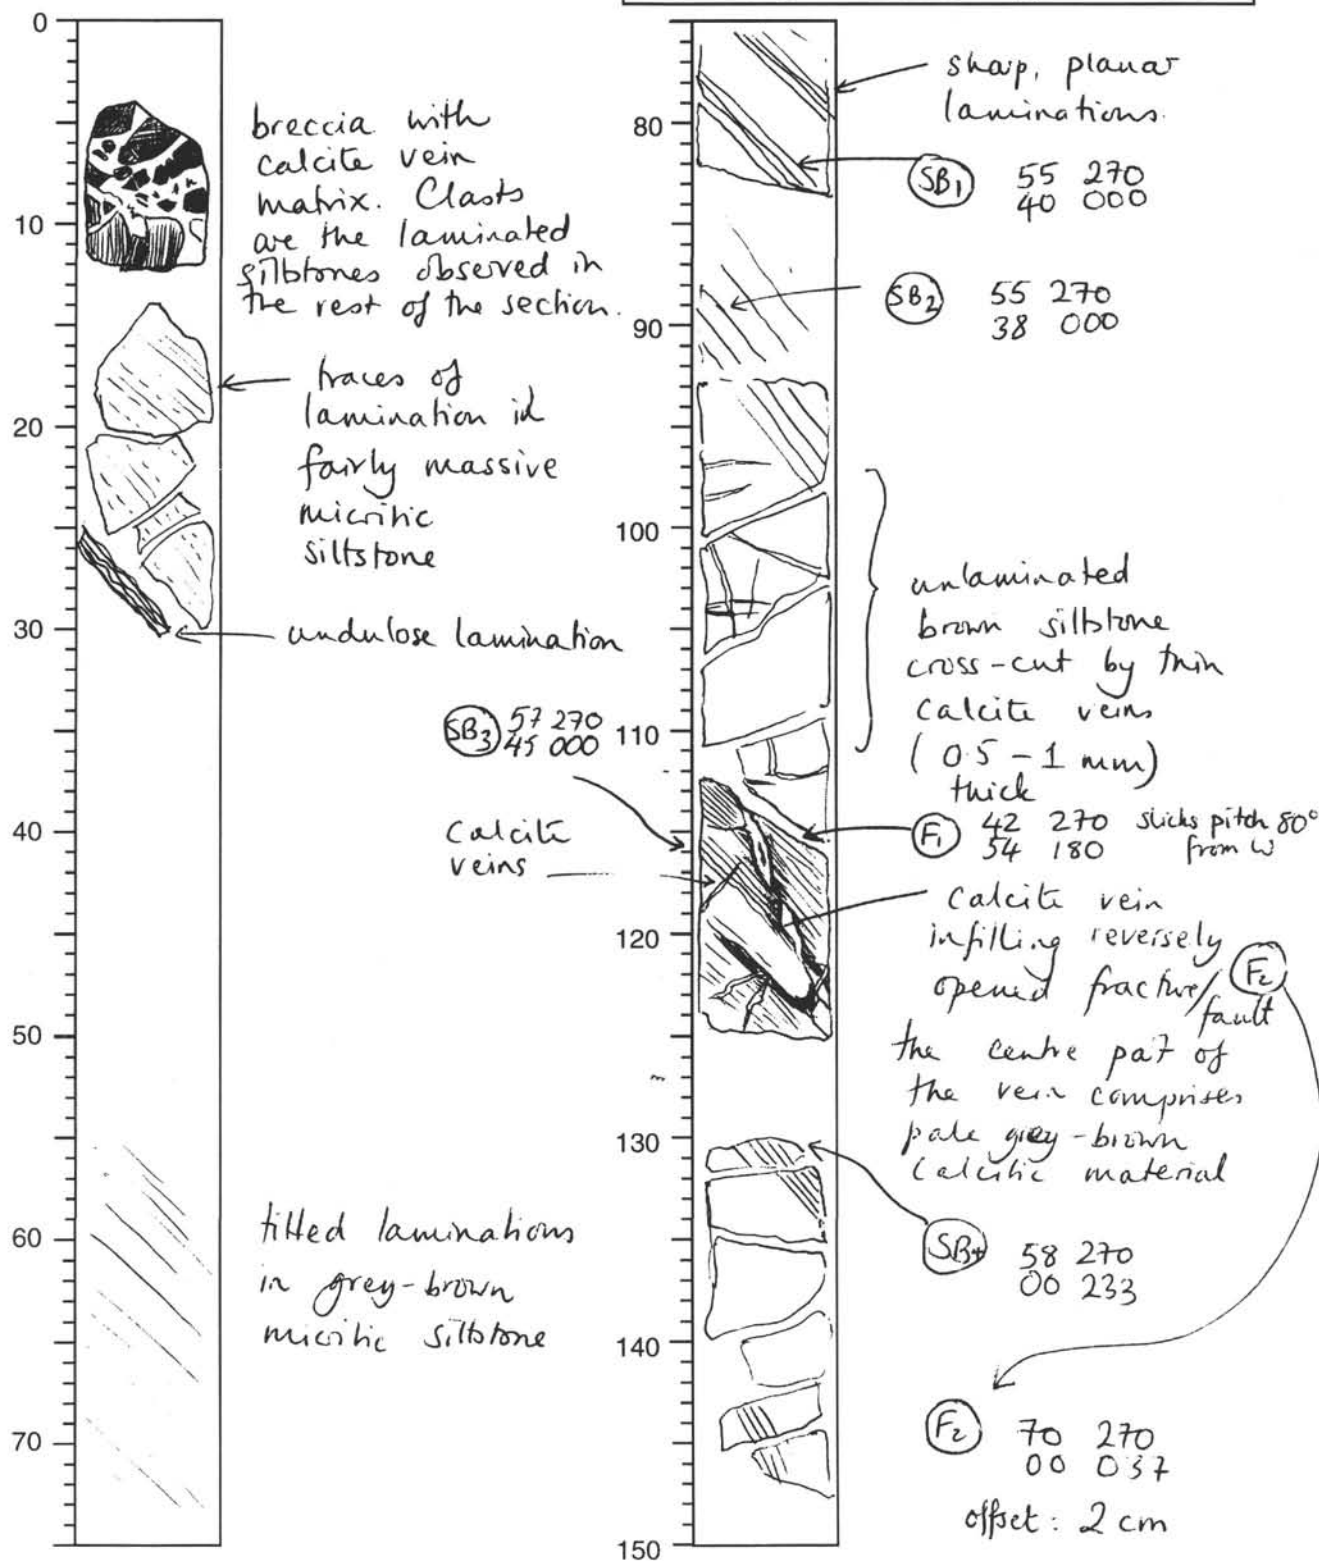 0
10
20
30
40
50
60
70
breccia with
calcite vein
matrix. Clasts
are the laminated
siltstones observed in
the rest of the section.
traces of
lamination in
fairly massive
micritic
siltstone
undulose lamination
SB3 57 270
45 000
calcite
veins
tilted laminations
in grey-brown
micritic siltstone
80
90
100
110
120
130
140
150
sharp, planar
laminations.
SB1 55 270
40 000
SB2 55 270
38 000
unlaminated
brown siltstone
cross-cut by thin
calcite veins
(0.5 - 1 mm)
thick
F1 42 270 slicks pitch 80°
54 180 from W
Calcite vein
infilling reversely
opened fracture/ F2
fault
the centre part of
the vein comprises
pale grey-brown
calcitic material
SB4 58 270
00 233
F2 70 270
00 037
offset: 2 cm